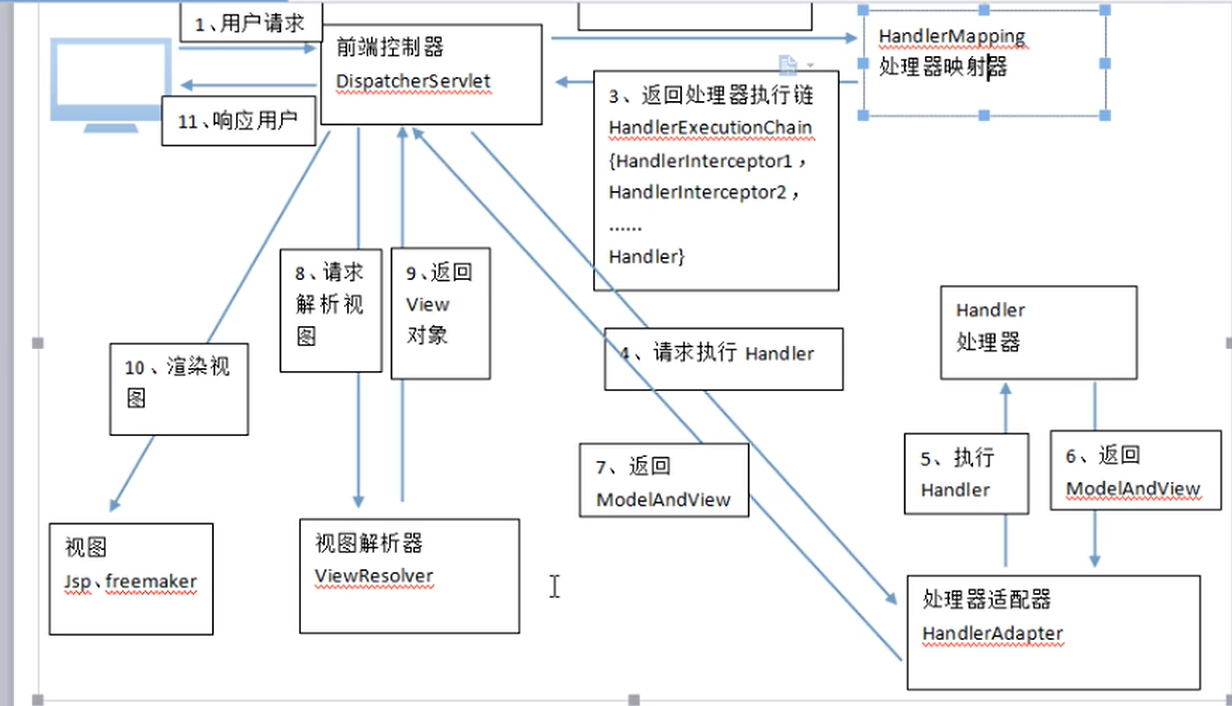 1、用户请求
前端控制器
DispatcherServlet
HandlerMapping
处理器映射器
11、响应用户
3、返回处理器执行链
HandlerExecutionChain
{HandlerInterceptor1，
HandlerInterceptor2，
......
Handler}
8、请求
解析视
图
9、返回
View
对象
Handler
处理器
4、请求执行 Handler
10、渲染视
图
7、返回
ModelAndView
5、执行
Handler
6、返回
ModelAndView
视图
Jsp、freemaker
视图解析器
ViewResolver
处理器适配器
HandlerAdapter